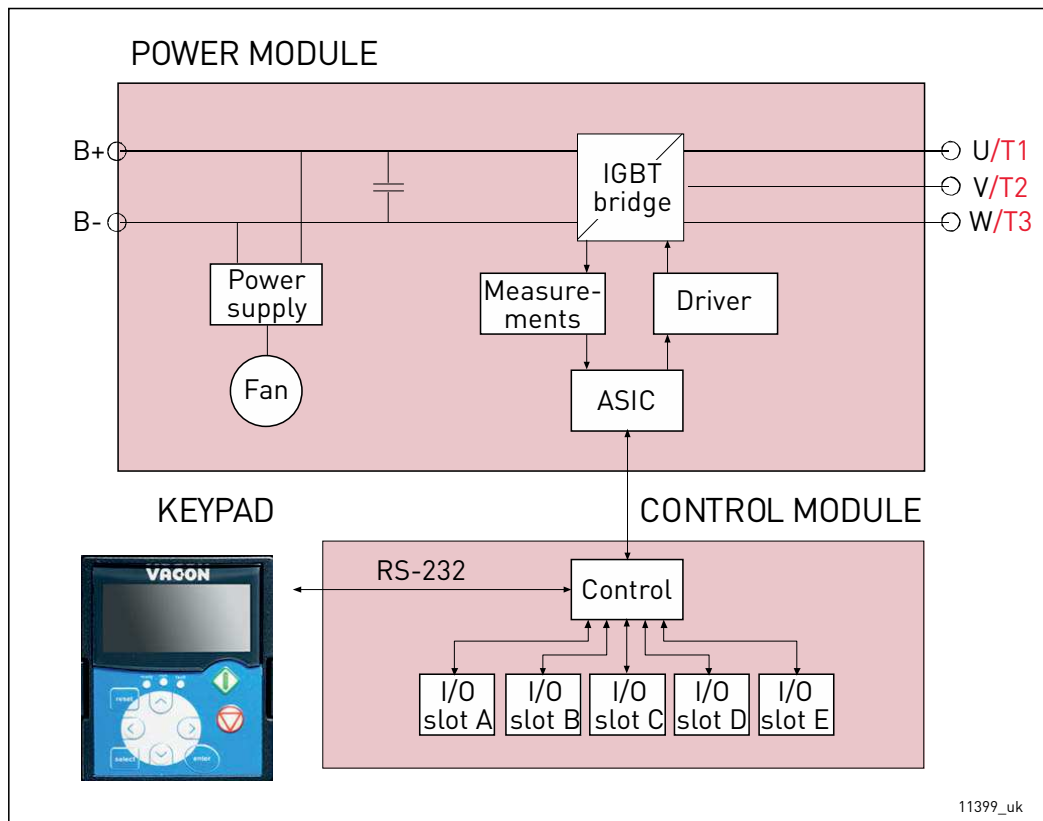 POWER MODULE
B+
B-
IGBT
bridge
U/T1
V/T2
W/T3
Power
supply
Measure-
ments
Driver
Fan
ASIC
KEYPAD
CONTROL MODULE
VACON
RS-232
Control
reset
select
enter
I/O
slot A
I/O
slot B
I/O
slot C
I/O
slot D
I/O
slot E
11399_uk